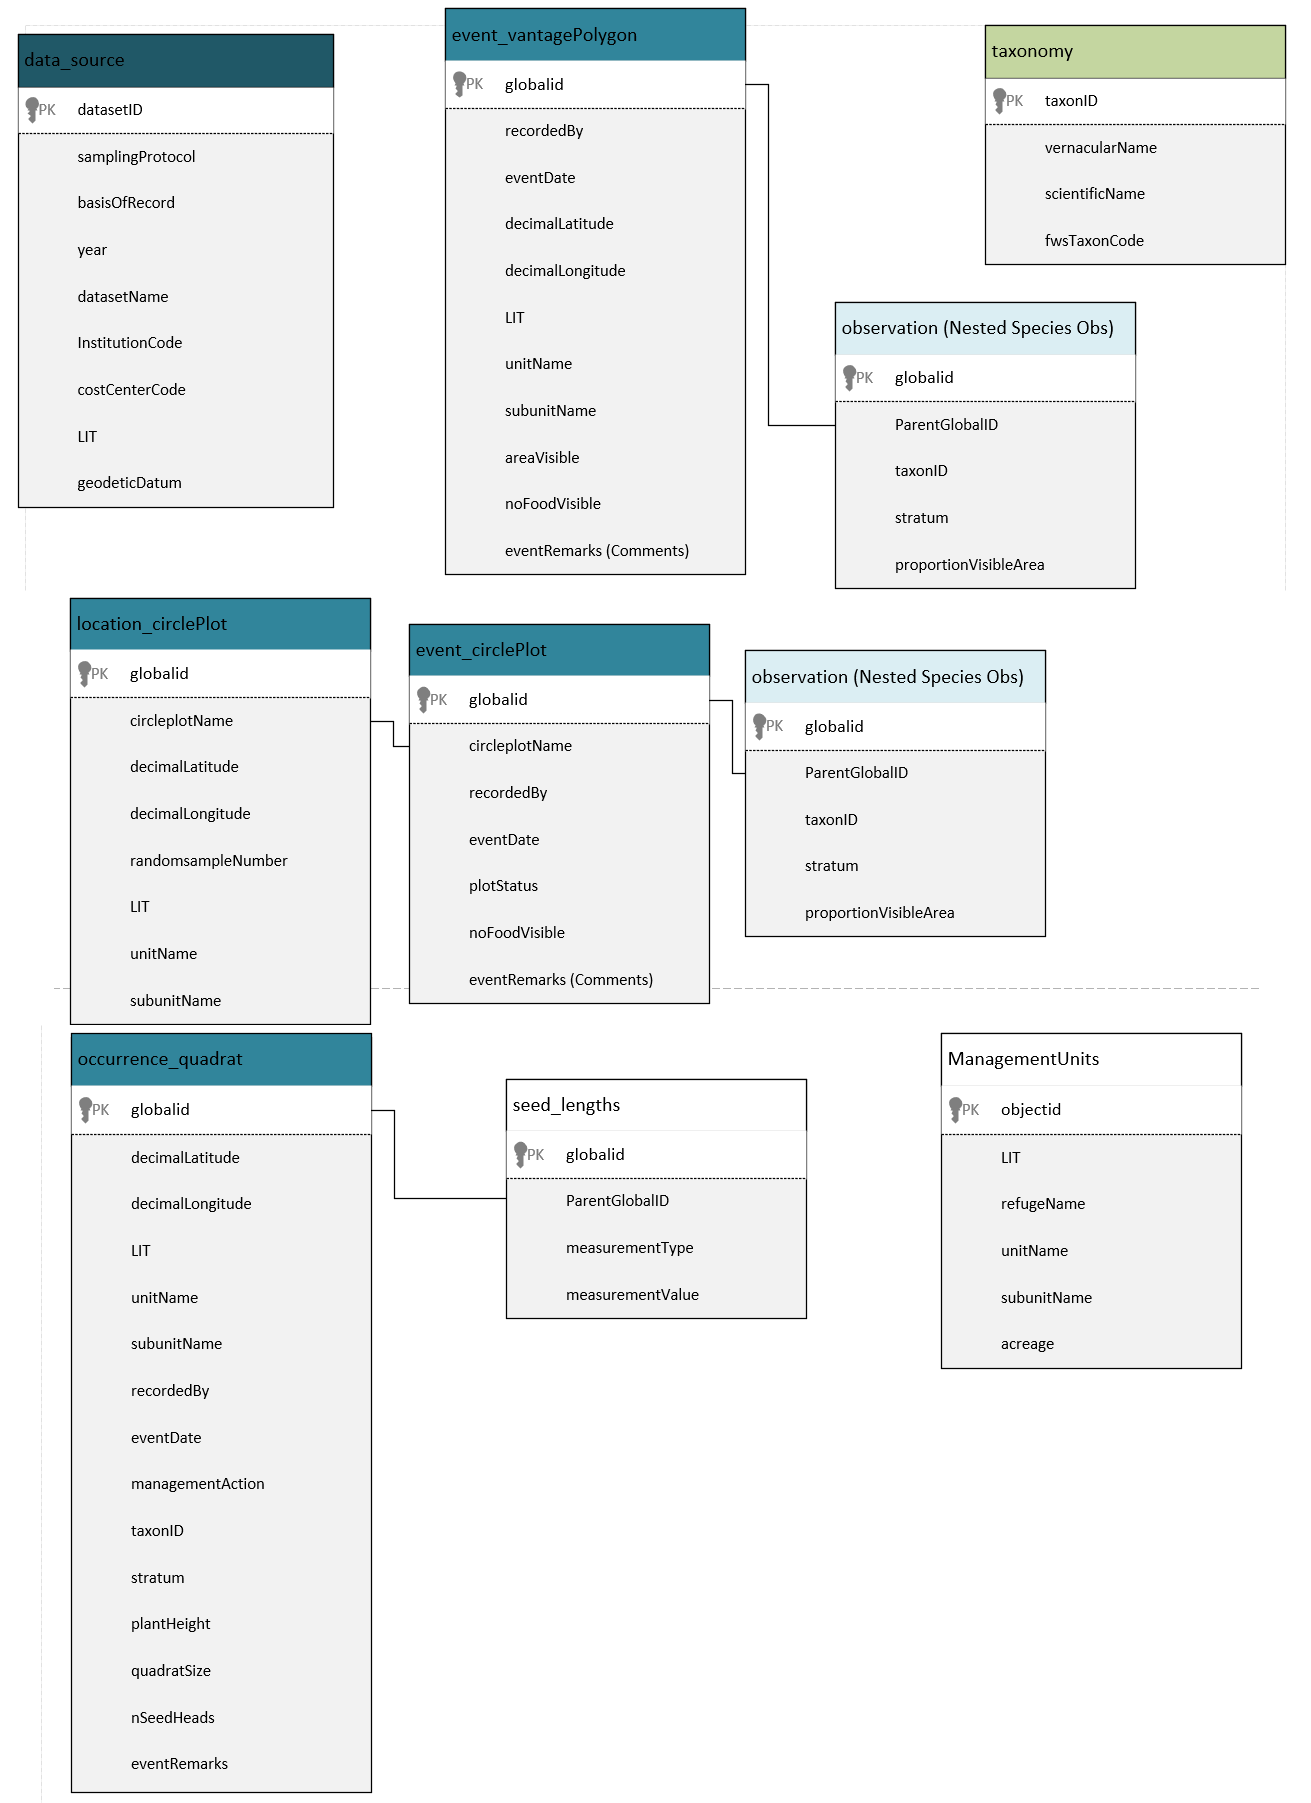 data_source
PK datasetID
samplingProtocol
basisOfRecord
year
datasetName
InstitutionCode
costCenterCode
LIT
geodeticDatum
event_vantagePolygon
PK globalid
recordedBy
eventDate
decimalLatitude
decimalLongitude
LIT
unitName
subunitName
areaVisible
noFoodVisible
eventRemarks (Comments)
taxonomy
PK taxonID
vernacularName
scientificName
fwsTaxonCode
observation (Nested Species Obs)
PK globalid
ParentGlobalID
taxonID
stratum
proportionVisibleArea
location_circlePlot
PK globalid
circleplotName
decimalLatitude
decimalLongitude
randomsampleNumber
LIT
unitName
subunitName
event_circlePlot
PK globalid
circleplotName
recordedBy
eventDate
plotStatus
noFoodVisible
eventRemarks (Comments)
observation (Nested Species Obs)
PK globalid
ParentGlobalID
taxonID
stratum
proportionVisibleArea
occurrence_quadrat
PK globalid
decimalLatitude
decimalLongitude
LIT
unitName
subunitName
recordedBy
eventDate
managementAction
taxonID
stratum
plantHeight
quadratSize
nSeedHeads
eventRemarks
seed_lengths
PK globalid
ParentGlobalID
measurementType
measurementValue
ManagementUnits
PK objectid
LIT
refugeName
unitName
subunitName
acreage